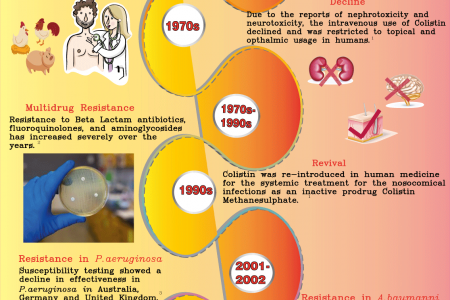 Decline
Due to the reports of nephrotoxicity and
neurotoxicity, the intravenous use of Colistin
declined and was restricted to topical and
opthalmic usage in humans.
1970s
1970s-
1990s
Multidrug Resistance
Resistance to Beta Lactam antibiotics,
fluoroquinolones, and aminoglycosides
has increased severely over the
years.
Revival
Colistin was re-introduced in human medicine
for the systemic treatment for the nosocomical
infections as an inactive prodrug Colistin
Methanesulphate.
1990s
Resistance in P.aeruginosa
Susceptibility testing showed a
decline in effectiveness in
P.aeruginosa in Australia,
Germany and United Kingdom.
2001-
2002
Resistance in A.baumanni